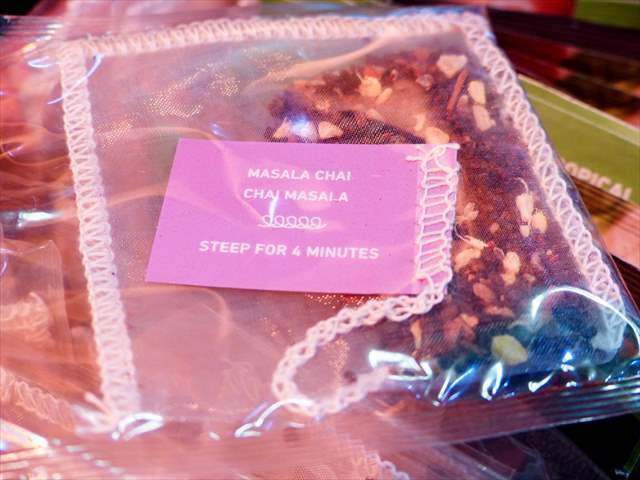 MASALA CHAI
CHAI MASALA
STEEP FOR 4 MINUTES